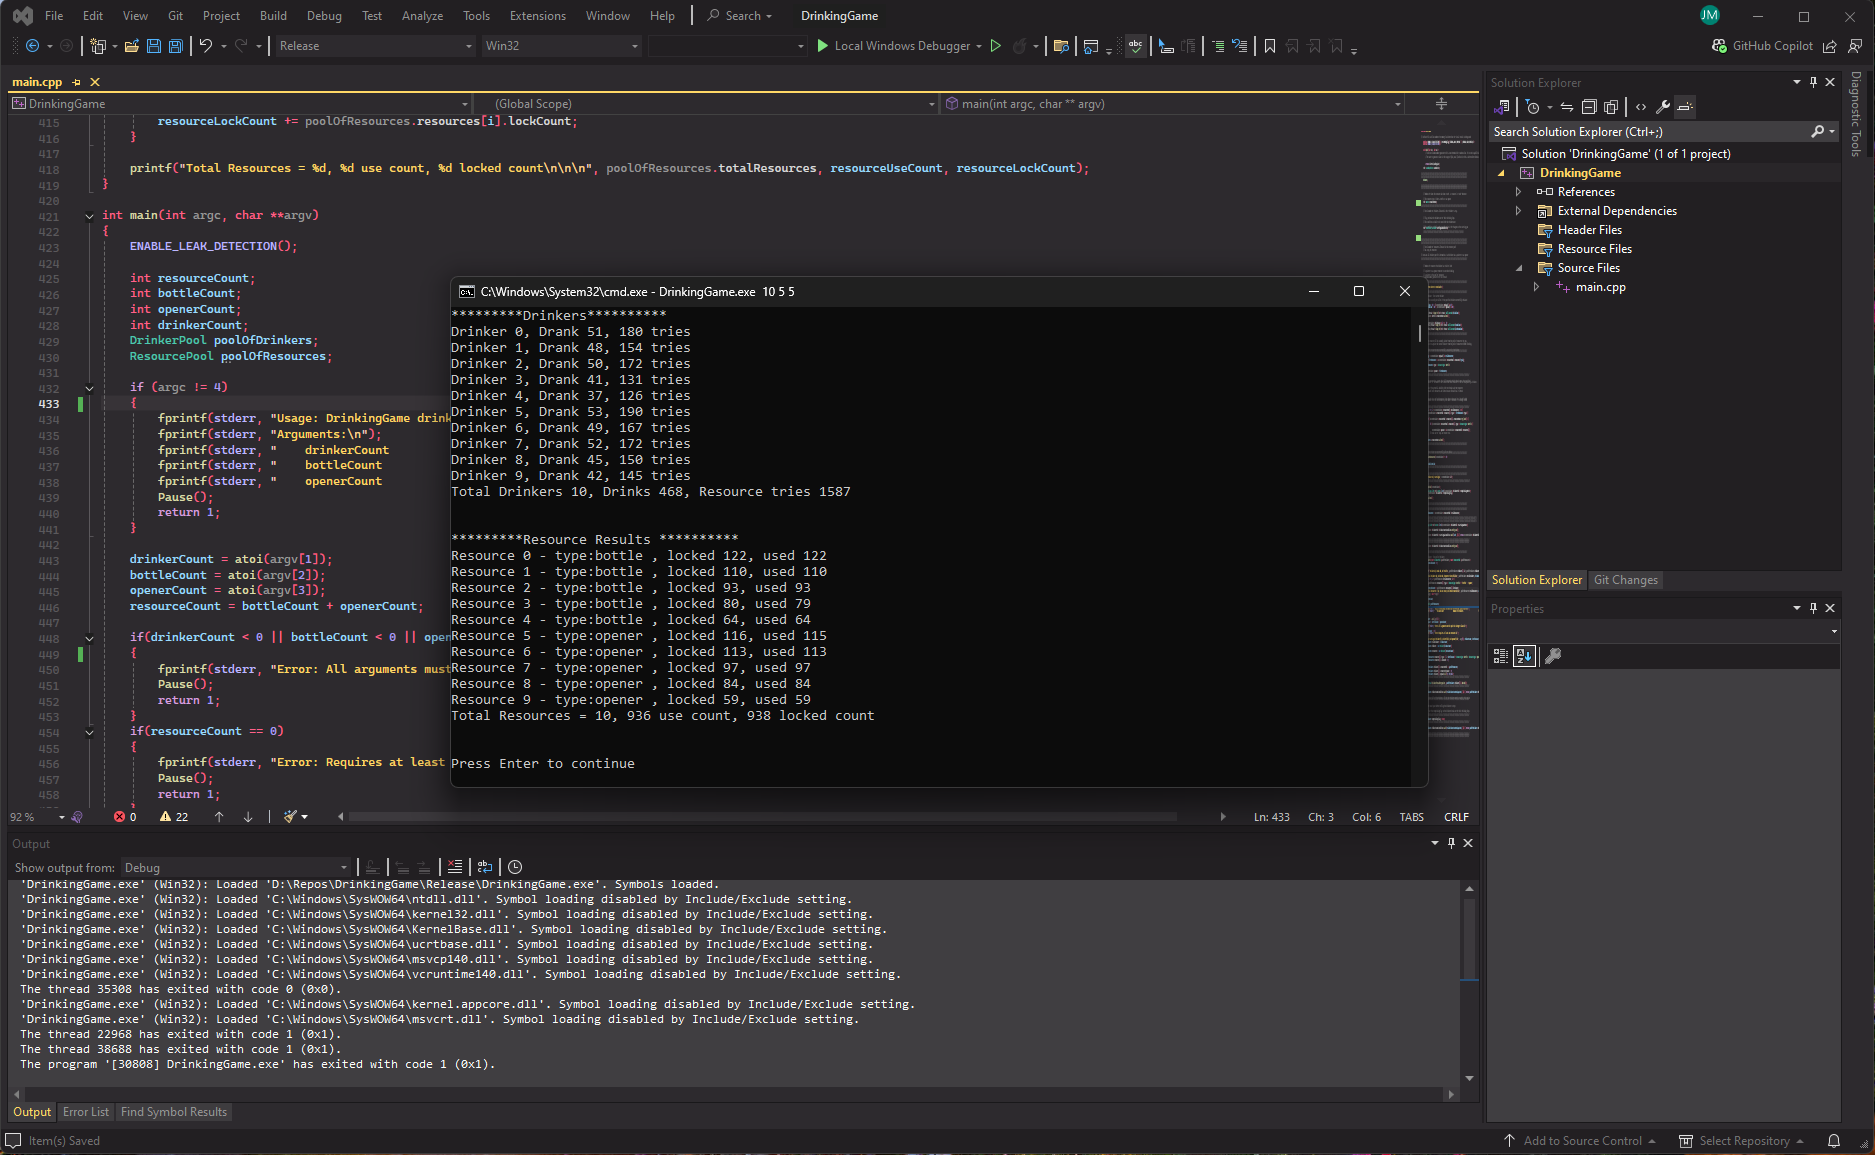 File Edit View Git Project Build Debug Test Analyze Tools Extensions Window Help Search DrinkingGame JM
Release Win32 Local Windows Debugger abc GitHub Copilot
main.cpp
DrinkingGame (Global Scope) main(int argc, char ** argv)
415 resourceLockCount += poolOfResources.resources[i].lockCount;
416 }
417
418 printf("Total Resources = %d, %d use count, %d locked count\n\n\n", poolOfResources.totalResources, resourceUseCount, resourceLockCount);
419 }
420
421 int main(int argc, char **argv)
422 {
423 ENABLE_LEAK_DETECTION();
424
425 int resourceCount;
426 int bottleCount;
427 int openerCount;
428 int drinkerCount;
429 DrinkerPool poolOfDrinkers;
430 ResourcePool poolOfResources;
431
432 if (argc != 4)
433 {
434 fprintf(stderr, "Usage: DrinkingGame drin
435 fprintf(stderr, "Arguments:\n");
436 fprintf(stderr, "    drinkerCount
437 fprintf(stderr, "    bottleCount
438 fprintf(stderr, "    openerCount
439 Pause();
440 return 1;
441 }
442
443 drinkerCount = atoi(argv[1]);
444 bottleCount = atoi(argv[2]);
445 openerCount = atoi(argv[3]);
446 resourceCount = bottleCount + openerCount;
447
448 if(drinkerCount < 0 || bottleCount < 0 || open
449 {
450 fprintf(stderr, "Error: All arguments must
451 Pause();
452 return 1;
453 }
454 if(resourceCount == 0)
455 {
456 fprintf(stderr, "Error: Requires at least
457 Pause();
458 return 1;
C:\Windows\System32\cmd.exe - DrinkingGame.exe 10 5 5
*********Drinkers**********
Drinker 0, Drank 51, 180 tries
Drinker 1, Drank 48, 154 tries
Drinker 2, Drank 50, 172 tries
Drinker 3, Drank 41, 131 tries
Drinker 4, Drank 37, 126 tries
Drinker 5, Drank 53, 190 tries
Drinker 6, Drank 49, 167 tries
Drinker 7, Drank 52, 172 tries
Drinker 8, Drank 45, 150 tries
Drinker 9, Drank 42, 145 tries
Total Drinkers 10, Drinks 468, Resource tries 1587
*********Resource Results **********
Resource 0 - type:bottle , locked 122, used 122
Resource 1 - type:bottle , locked 110, used 110
Resource 2 - type:bottle , locked 93, used 93
Resource 3 - type:bottle , locked 80, used 79
Resource 4 - type:bottle , locked 64, used 64
Resource 5 - type:opener , locked 116, used 115
Resource 6 - type:opener , locked 113, used 113
Resource 7 - type:opener , locked 97, used 97
Resource 8 - type:opener , locked 84, used 84
Resource 9 - type:opener , locked 59, used 59
Total Resources = 10, 936 use count, 938 locked count
Press Enter to continue
92 % 0 22 Ln: 433 Ch: 3 Col: 6 TABS CRLF
Output
Show output from: Debug
'DrinkingGame.exe' (Win32): Loaded 'D:\Repos\DrinkingGame\Release\DrinkingGame.exe'. Symbols loaded.
'DrinkingGame.exe' (Win32): Loaded 'C:\Windows\SysWOW64\ntdll.dll'. Symbol loading disabled by Include/Exclude setting.
'DrinkingGame.exe' (Win32): Loaded 'C:\Windows\SysWOW64\kernel32.dll'. Symbol loading disabled by Include/Exclude setting.
'DrinkingGame.exe' (Win32): Loaded 'C:\Windows\SysWOW64\KernelBase.dll'. Symbol loading disabled by Include/Exclude setting.
'DrinkingGame.exe' (Win32): Loaded 'C:\Windows\SysWOW64\ucrtbase.dll'. Symbol loading disabled by Include/Exclude setting.
'DrinkingGame.exe' (Win32): Loaded 'C:\Windows\SysWOW64\msvcp140.dll'. Symbol loading disabled by Include/Exclude setting.
'DrinkingGame.exe' (Win32): Loaded 'C:\Windows\SysWOW64\vcruntime140.dll'. Symbol loading disabled by Include/Exclude setting.
The thread 35308 has exited with code 0 (0x0).
'DrinkingGame.exe' (Win32): Loaded 'C:\Windows\SysWOW64\kernel.appcore.dll'. Symbol loading disabled by Include/Exclude setting.
'DrinkingGame.exe' (Win32): Loaded 'C:\Windows\SysWOW64\msvcrt.dll'. Symbol loading disabled by Include/Exclude setting.
The thread 22968 has exited with code 1 (0x1).
The thread 38688 has exited with code 1 (0x1).
The program '[30808] DrinkingGame.exe' has exited with code 1 (0x1).
Output Error List Find Symbol Results
Item(s) Saved
Solution Explorer
Search Solution Explorer (Ctrl+;)
Solution 'DrinkingGame' (1 of 1 project)
DrinkingGame
References
External Dependencies
Header Files
Resource Files
Source Files
main.cpp
Solution Explorer Git Changes
Properties
Diagnostic Tools
Add to Source Control Select Repository